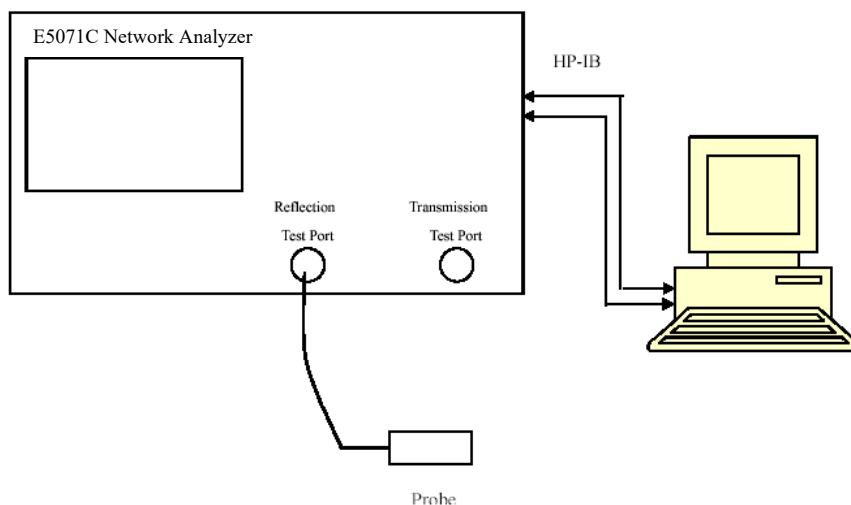 E5071C Network Analyzer
HP-IB
Reflection
Test Port
Transmission
Test Port
Probe